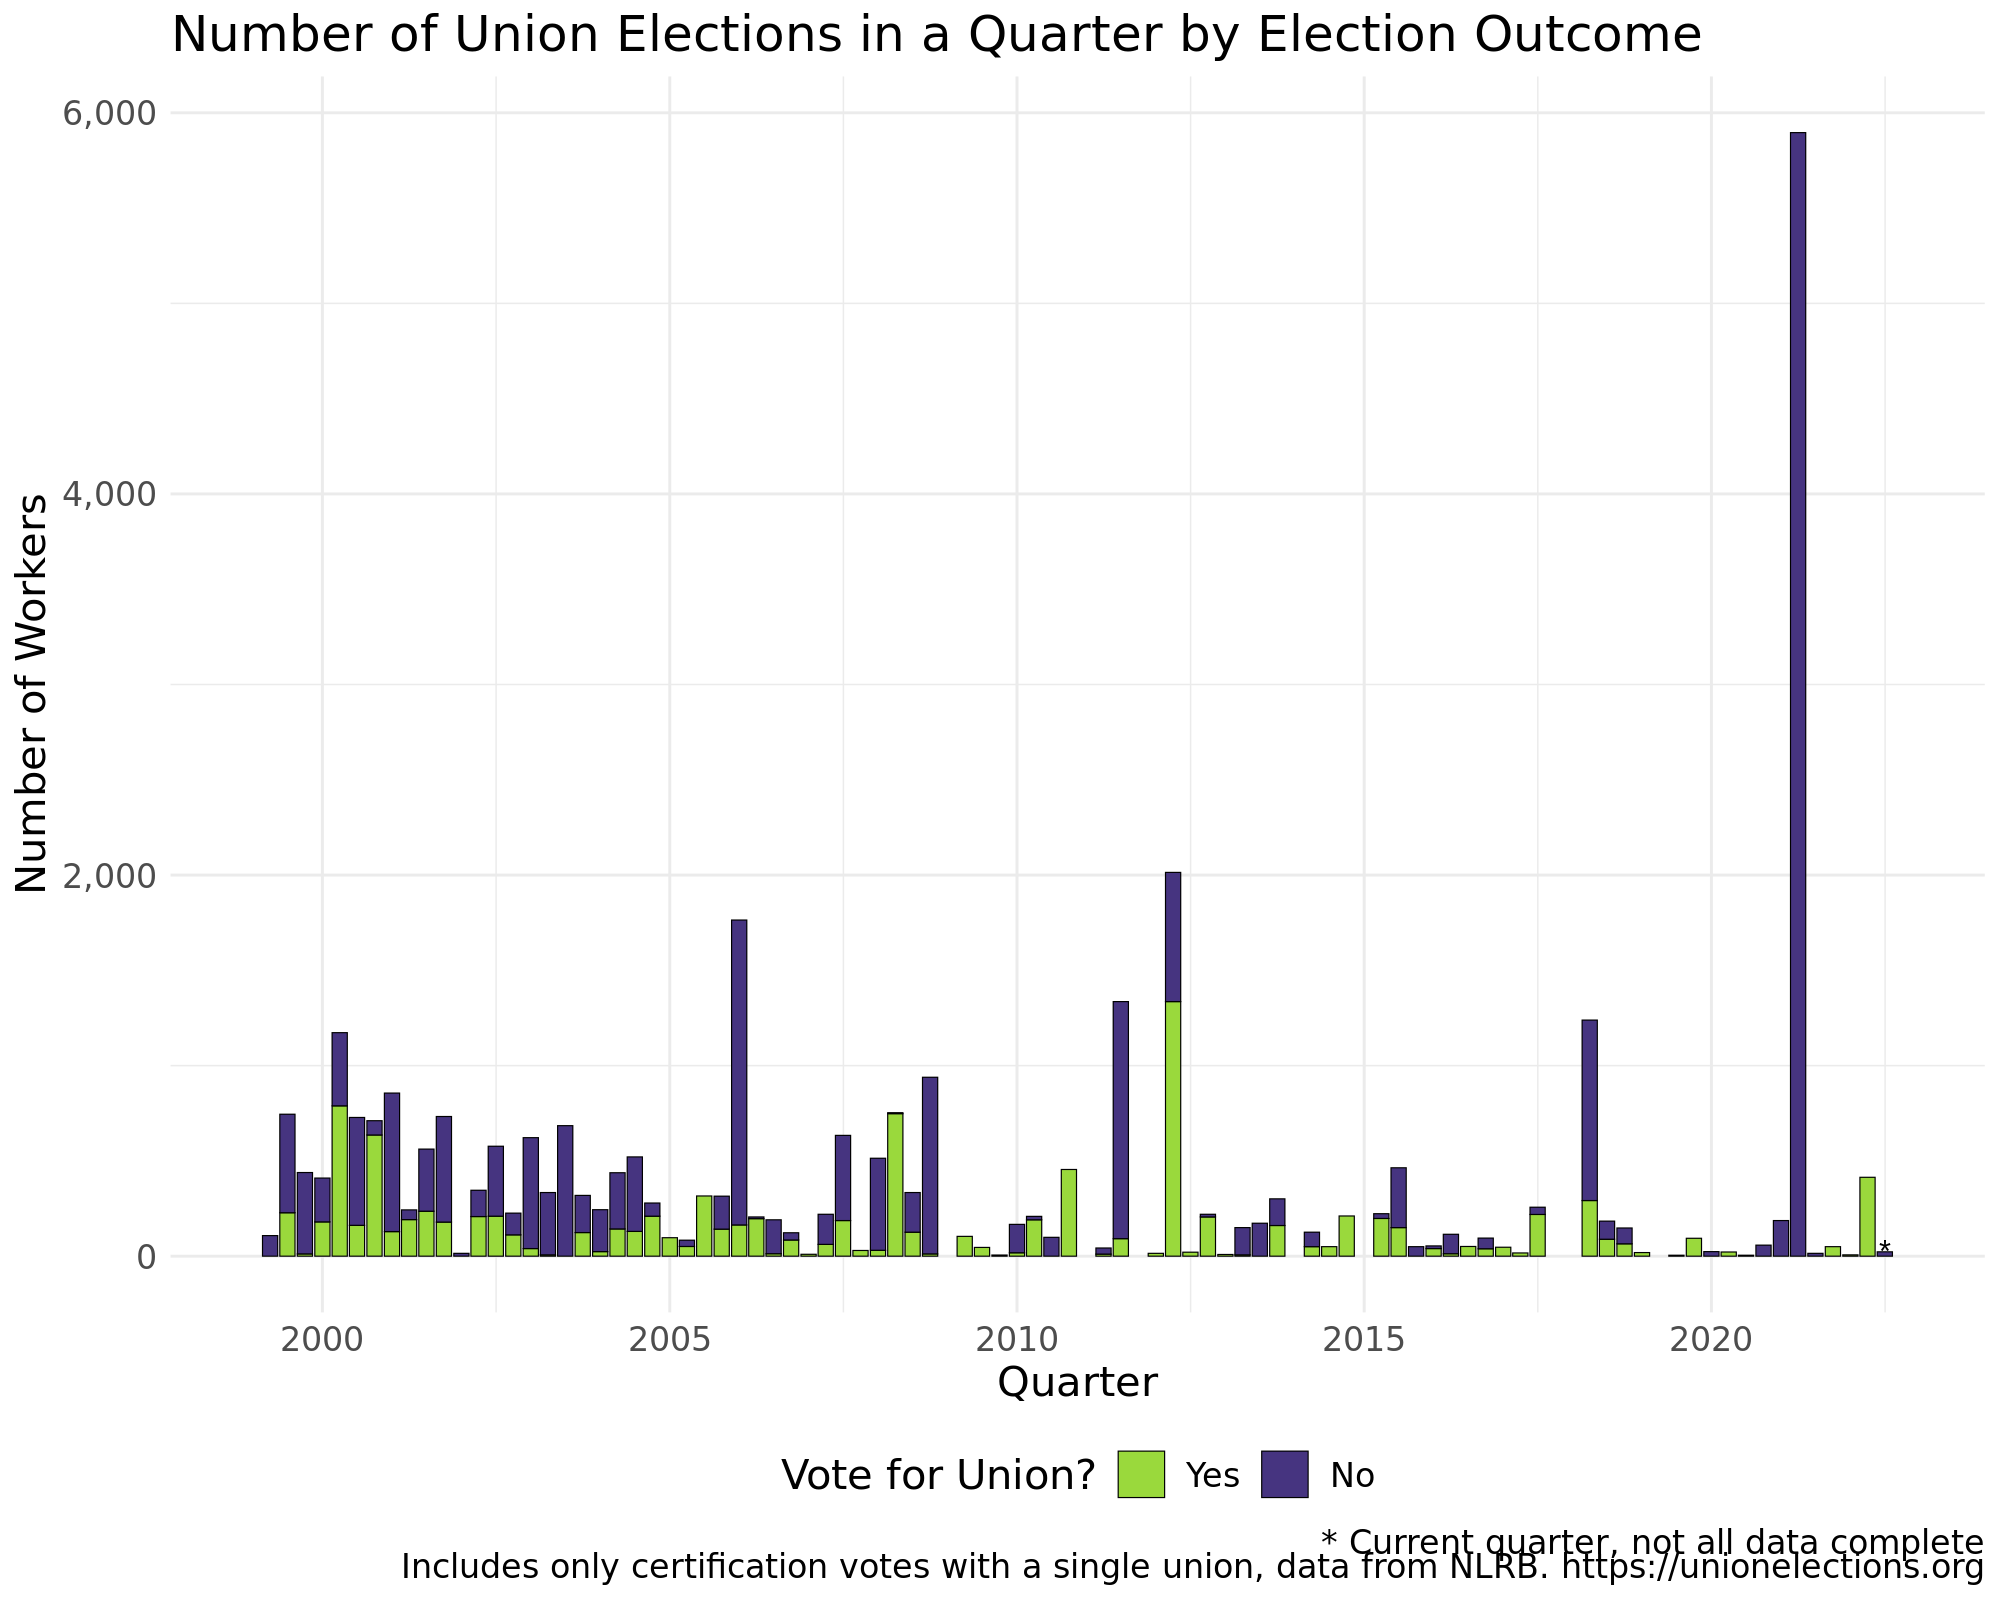 Number of Union Elections in a Quarter by Election Outcome
6,000
4,000
2,000
0
Number of Workers
*
2000 2005 2010 2015 2020
Quarter
Vote for Union? Yes No
* Current quarter, not all data complete
Includes only certification votes with a single union, data from NLRB. https://unionelections.org